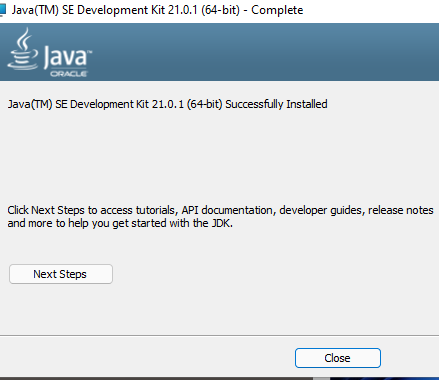 Java(TM) SE Development Kit 21.0.1 (64-bit) - Complete
Java™
ORACLE
Java(TM) SE Development Kit 21.0.1 (64-bit) Successfully Installed
Click Next Steps to access tutorials, API documentation, developer guides, release notes
and more to help you get started with the JDK.
Next Steps
Close